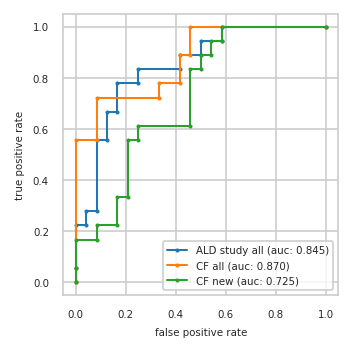 1.0
0.8
0.6
0.4
0.2
0.0
true positive rate
ALD study all (auc: 0.845)
CF all (auc: 0.870)
CF new (auc: 0.725)
0.0 0.2 0.4 0.6 0.8 1.0
false positive rate